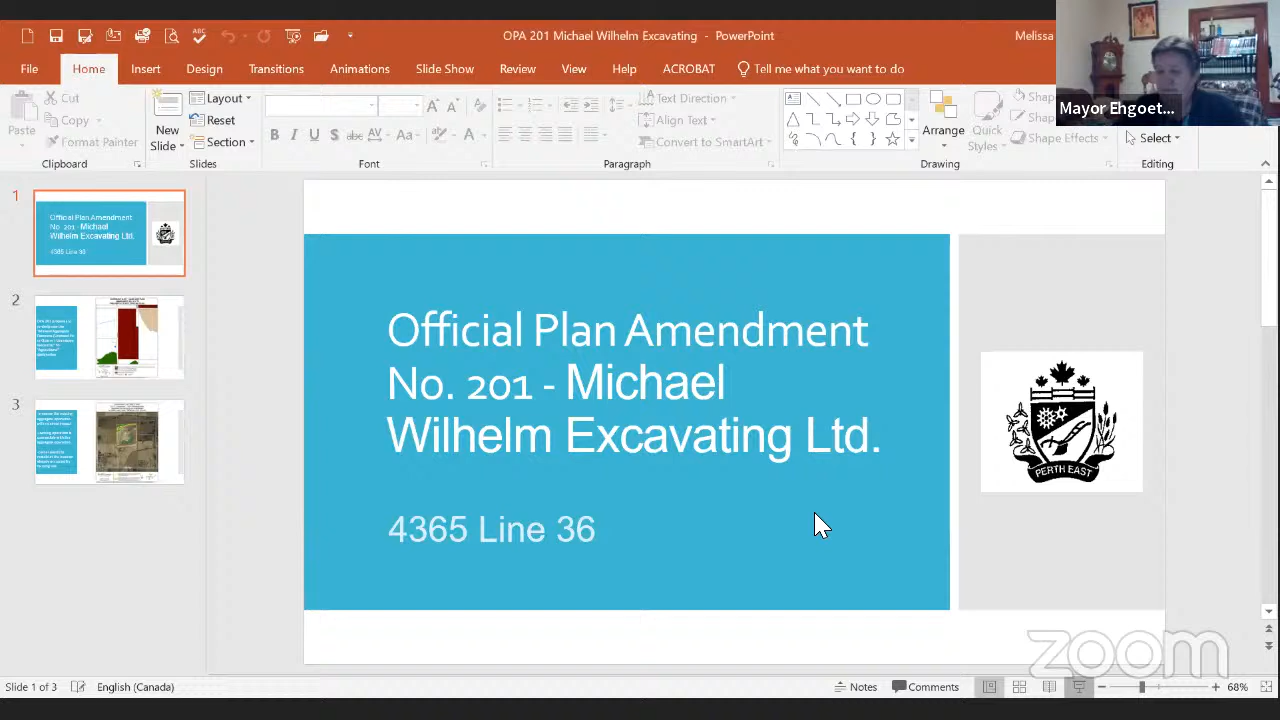 OPA 201 Michael Wilhelm Excavating - PowerPoint
Melissa
File Home Insert Design Transitions Animations Slide Show Review View Help ACROBAT Tell me what you want to do
Mayor Ehgoet...
Paste
Cut
Copy
Format Painter
Clipboard
New
Slide
Layout
Reset
Section
Slides
Font
Text Direction
Align Text
Convert to SmartArt
Paragraph
Arrange
Quick
Styles
Shape Effects
Drawing
Select
Editing
1
Official Plan Amendment
No. 201 - Michael
Wilhelm Excavating Ltd.
4365 Line 36
2
3
Official Plan Amendment
No. 201 - Michael
Wilhelm Excavating Ltd.
4365 Line 36
PERTH EAST
zoom
Slide 1 of 3 English (Canada) Notes Comments 68%